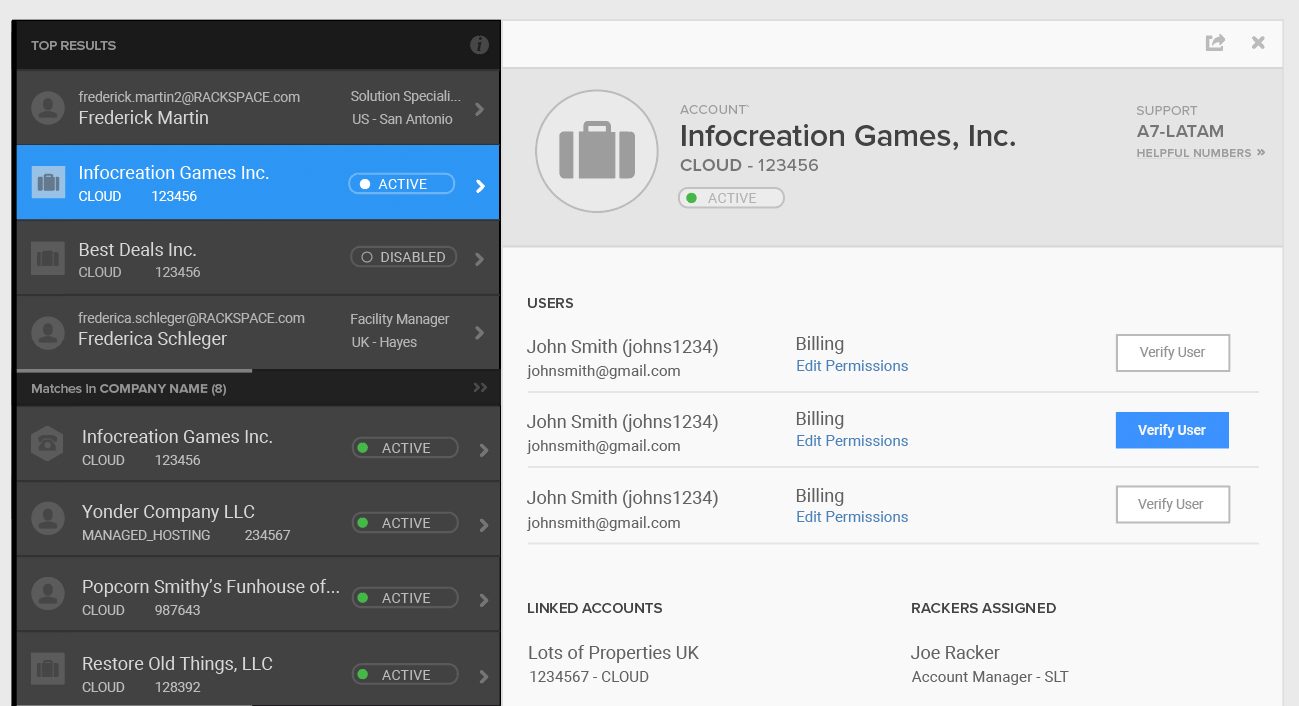 TOP RESULTS
i
frederick.martin2@RACKSPACE.com
Solution Speciali...
Frederick Martin
US - San Antonio
Infocreation Games Inc.
ACTIVE
CLOUD 123456
Best Deals Inc.
DISABLED
CLOUD 123456
frederica.schleger@RACKSPACE.com
Facility Manager
Frederica Schleger
UK - Hayes
Matches in COMPANY NAME (8)
Infocreation Games Inc.
ACTIVE
CLOUD 123456
Yonder Company LLC
ACTIVE
MANAGED_HOSTING 234567
Popcorn Smithy's Funhouse of...
ACTIVE
CLOUD 987643
Restore Old Things, LLC
ACTIVE
CLOUD 128392
ACCOUNT
Infocreation Games, Inc.
CLOUD - 123456
ACTIVE
SUPPORT
A7-LATAM
HELPFUL NUMBERS »
USERS
John Smith (johns1234)
johnsmith@gmail.com
Billing
Edit Permissions
Verify User
John Smith (johns1234)
johnsmith@gmail.com
Billing
Edit Permissions
Verify User
John Smith (johns1234)
johnsmith@gmail.com
Billing
Edit Permissions
Verify User
LINKED ACCOUNTS
Lots of Properties UK
1234567 - CLOUD
RACKERS ASSIGNED
Joe Racker
Account Manager - SLT